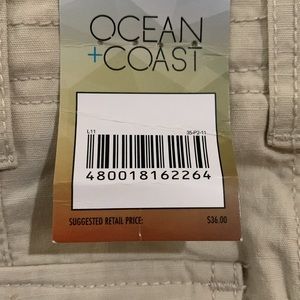 OCEAN
+COAST
L11 35-P2-11
480018162264
SUGGESTED RETAIL PRICE: $36.00